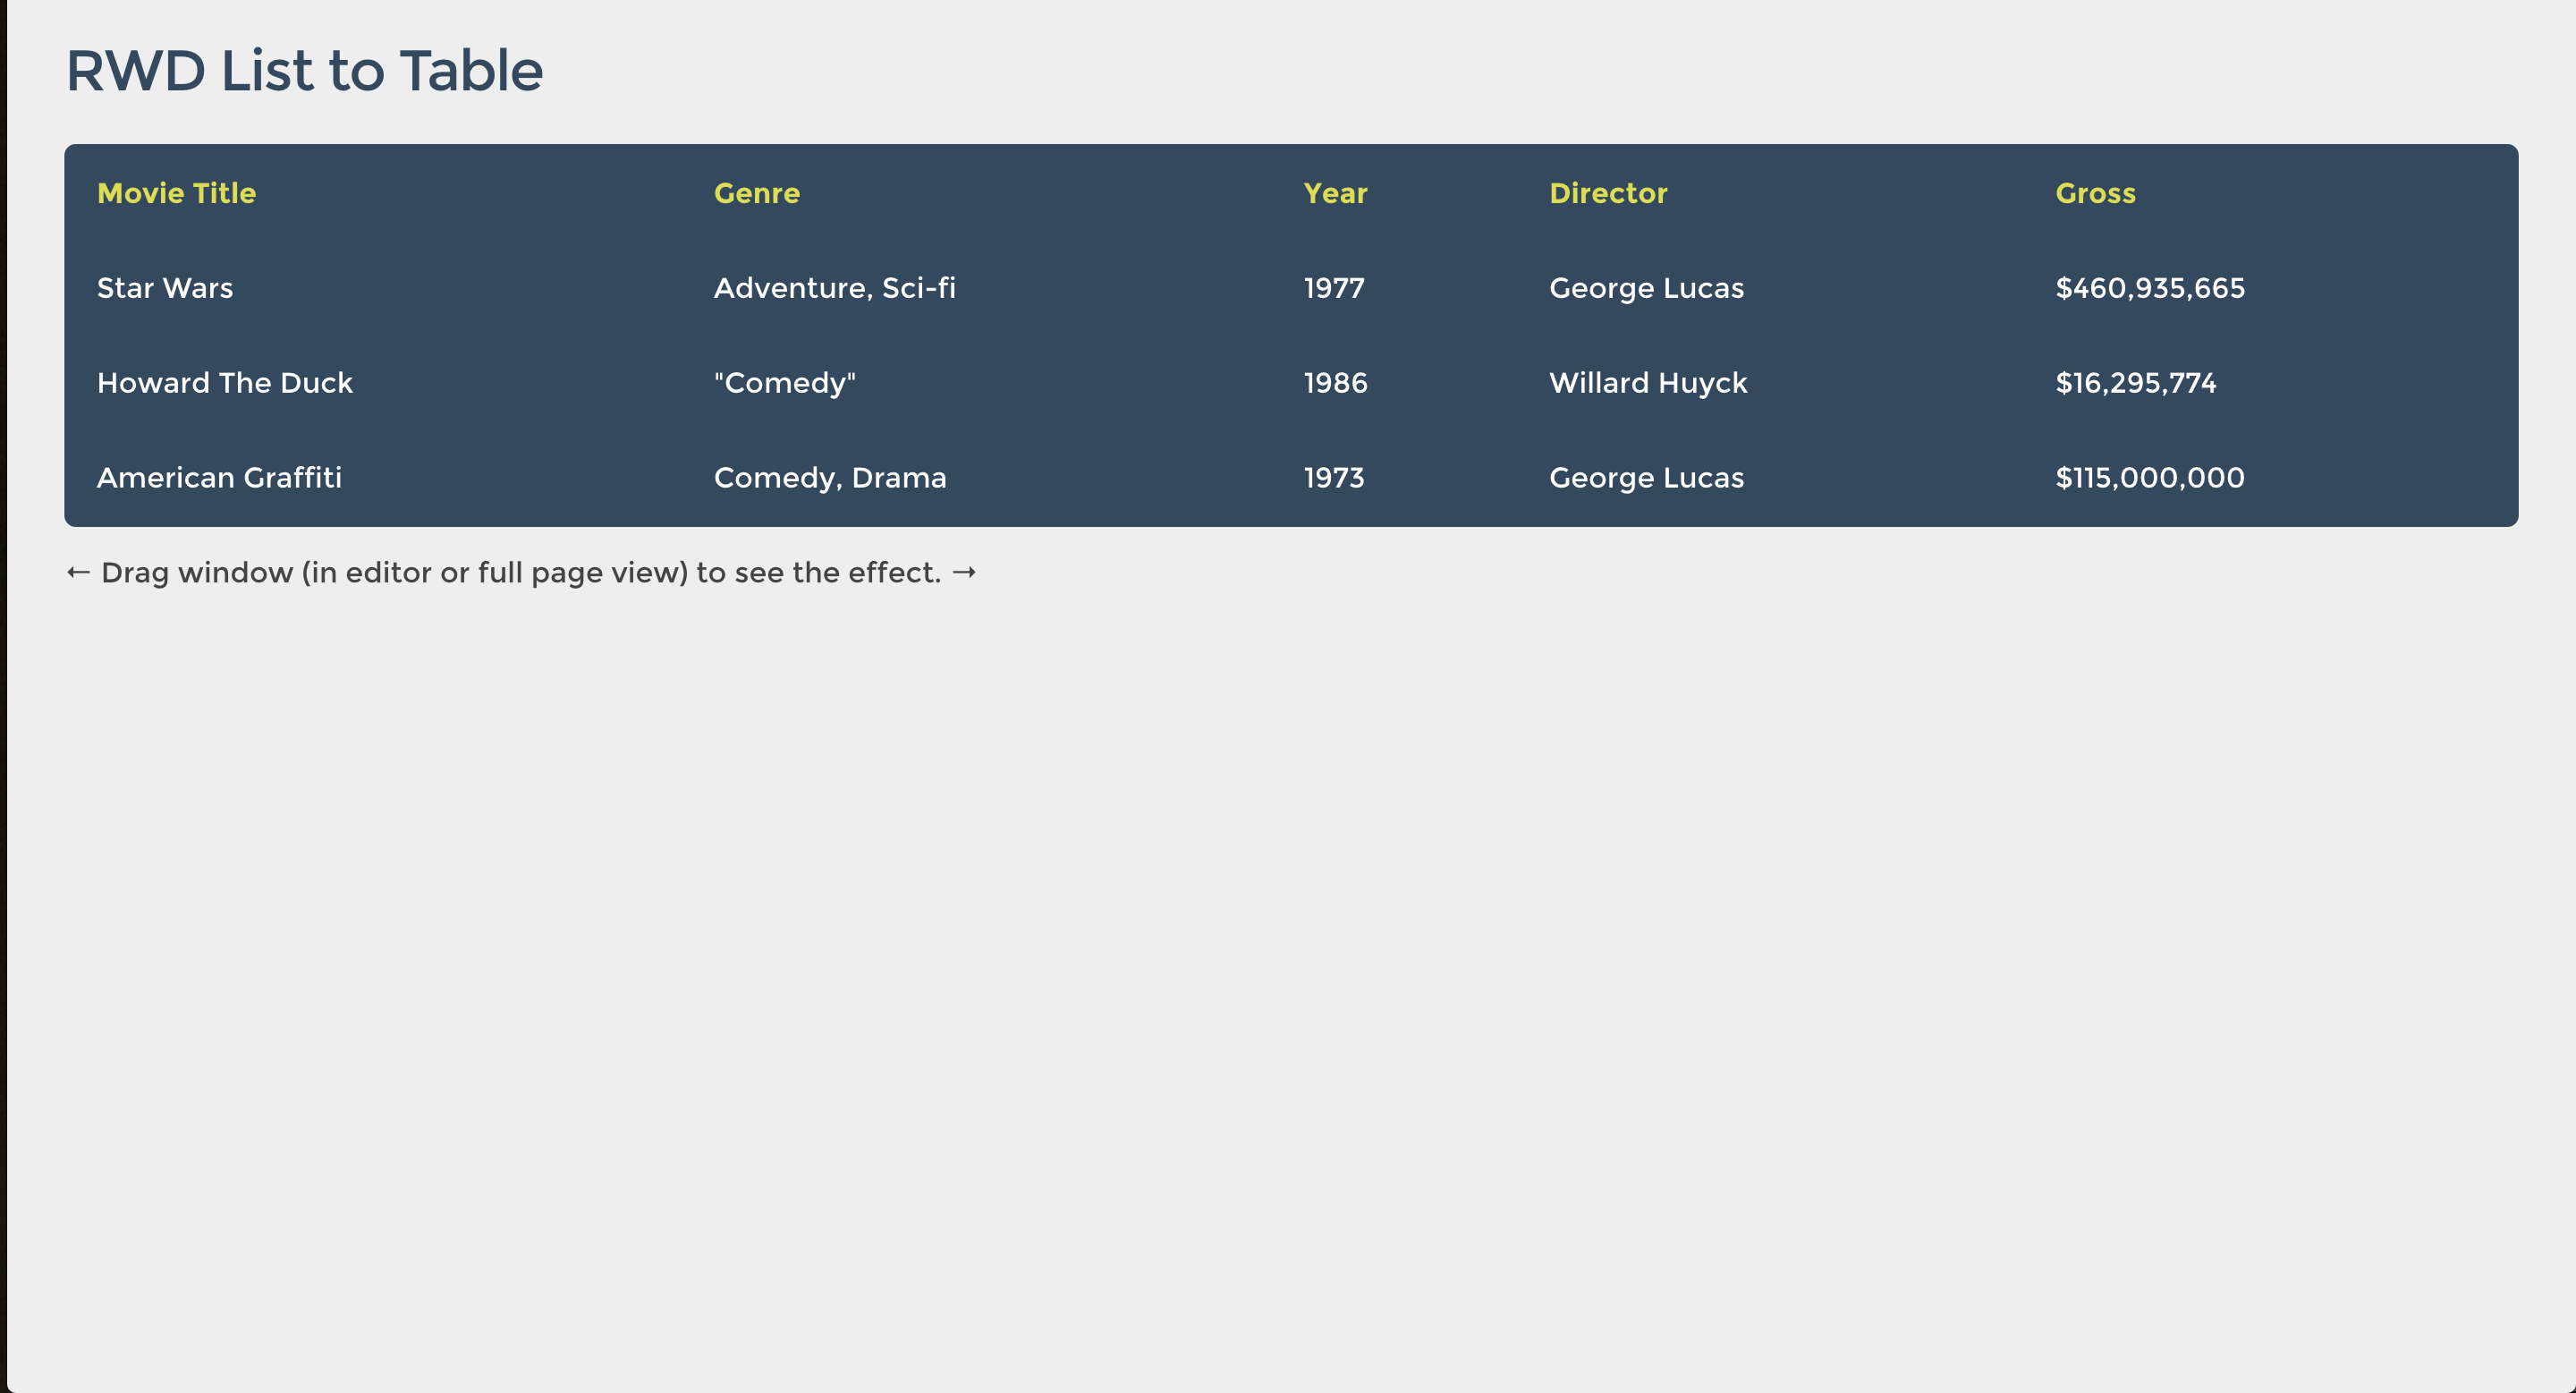 RWD List to Table
Movie Title Genre Year Director Gross
Star Wars Adventure, Sci-fi 1977 George Lucas $460,935,665
Howard The Duck "Comedy" 1986 Willard Huyck $16,295,774
American Graffiti Comedy, Drama 1973 George Lucas $115,000,000
← Drag window (in editor or full page view) to see the effect. →